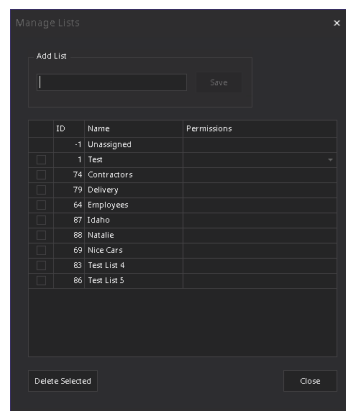 Manage Lists ×
Add List
Save
ID Name Permissions
-1 Unassigned
1 Test
74 Contractors
79 Delivery
64 Employees
87 Idaho
88 Natalie
69 Nice Cars
83 Test List 4
86 Test List 5
Delete Selected Close